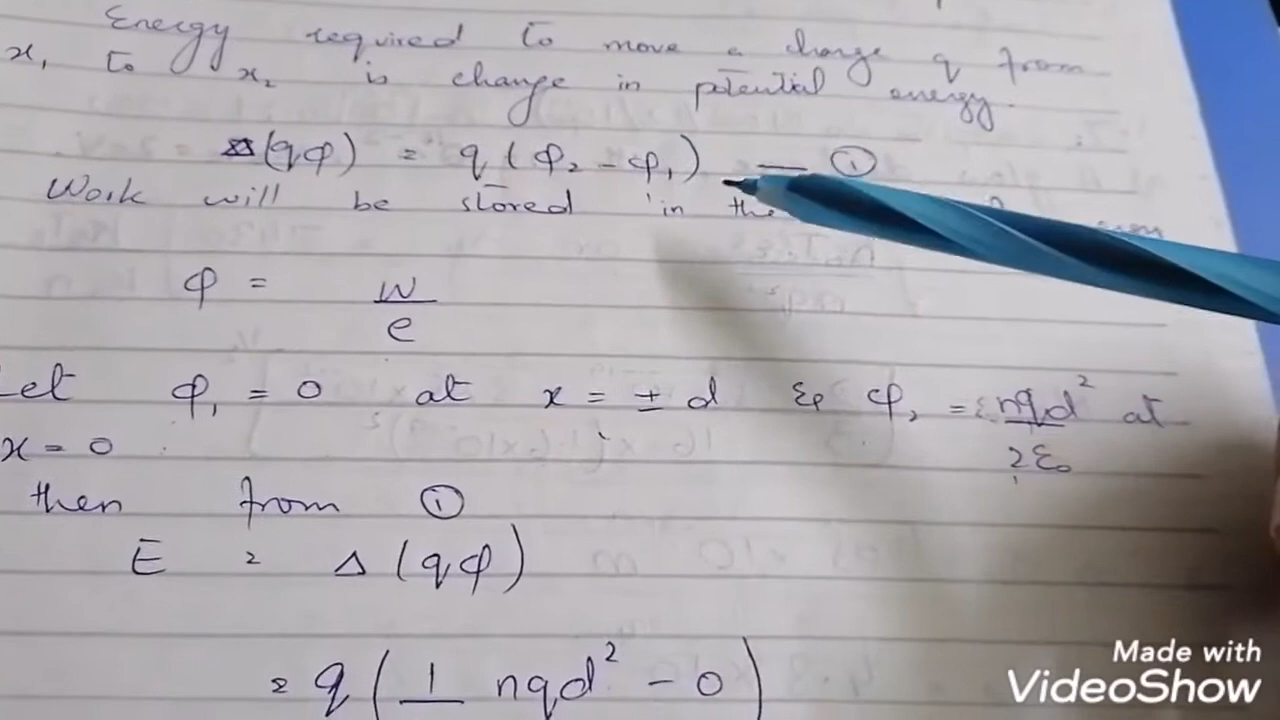 Energy required to move a charge q from
x₁ to x₂ is change in potential energy.
Δ(qφ) = q(φ₂ - φ₁) — ①
Work will be stored in the
φ = w/e
Let φ₁ = 0 at x = ± d & φ₂ = nqd²/2ε₀ at
x = 0
then from ①
E = Δ(qφ)
= q(1 nqd² - 0)
Made with
VideoShow